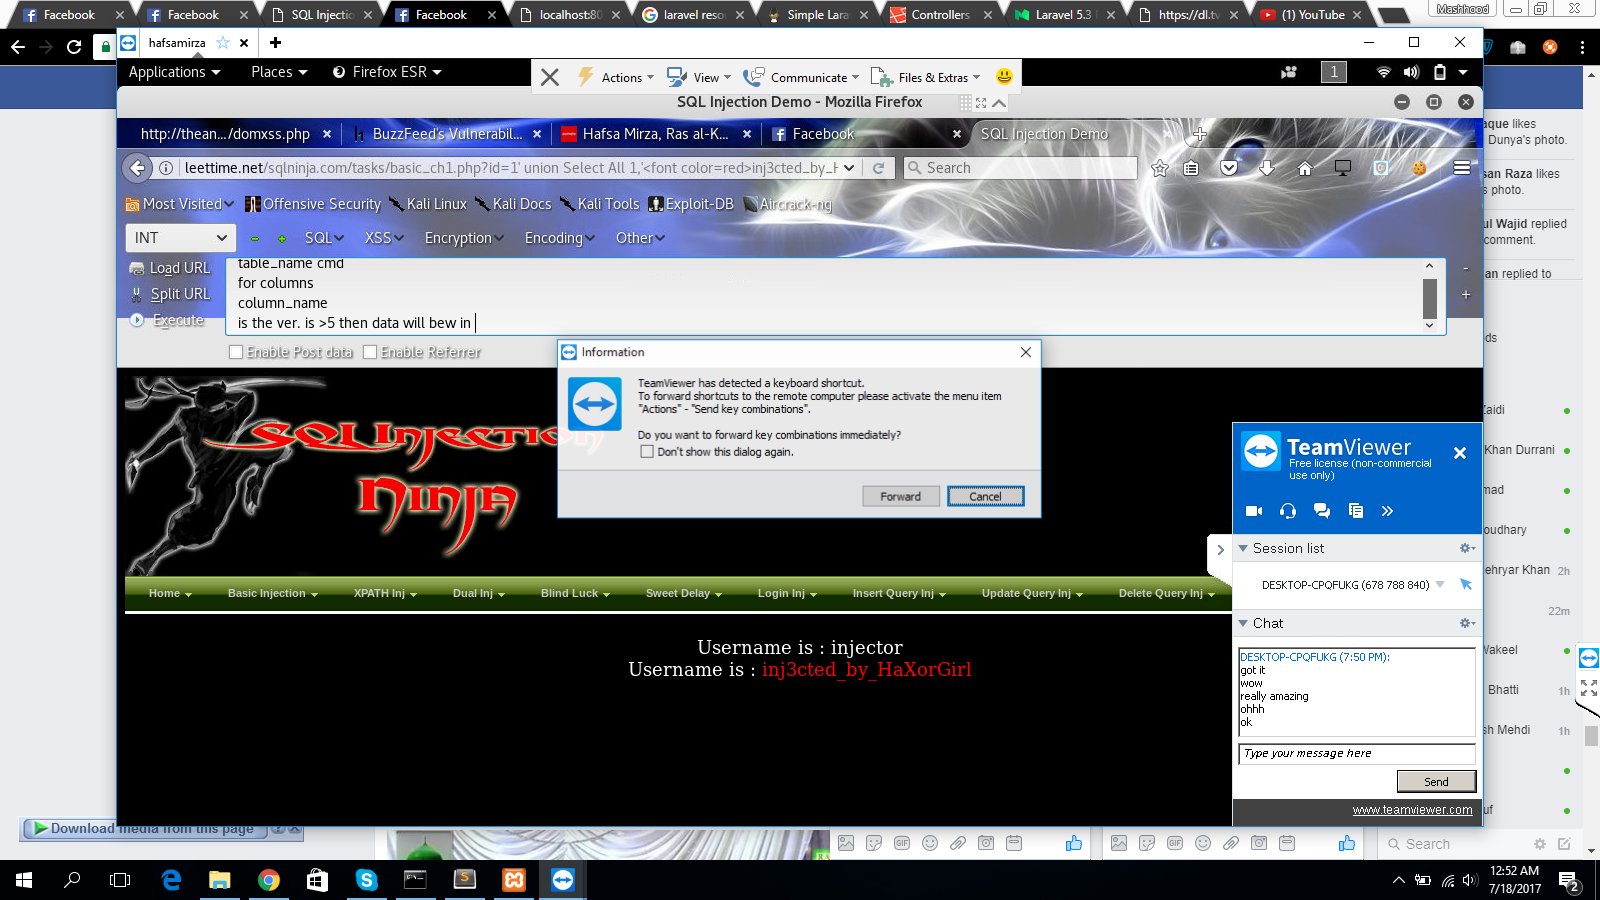 Facebook
Facebook
SQL Injectio
Facebook
localhost:80
laravel reso
Simple Lara
Controllers
Laravel 5.3
https://dl.tv
(1) YouTube
Mashhood
hafsamirza
Applications
Places
Firefox ESR
Actions
View
Communicate
Files & Extras
1
SQL Injection Demo - Mozilla Firefox
http://thean.../domxss.php
BuzzFeed's Vulnerabil...
Hafsa Mirza, Ras al-K...
Facebook
SQL Injection Demo
leettime.net/sqlninja.com/tasks/basic_ch1.php?id=1' union Select All 1,'<font color=red>inj3cted_by_H
Search
Most Visited
Offensive Security
Kali Linux
Kali Docs
Kali Tools
Exploit-DB
Aircrack-ng
INT
SQL
XSS
Encryption
Encoding
Other
Load URL
Split URL
Execute
table_name cmd
for columns
column_name
is the ver. is >5 then data will bew in
Enable Post data
Enable Referrer
Information
TeamViewer has detected a keyboard shortcut.
To forward shortcuts to the remote computer please activate the menu item
"Actions" - "Send key combinations".
Do you want to forward key combinations immediately?
Don't show this dialog again.
Forward
Cancel
SQL Injection
Ninja
Home
Basic Injection
XPATH Inj
Dual Inj
Blind Luck
Sweet Delay
Login Inj
Insert Query Inj
Update Query Inj
Delete Query Inj
Username is : injector
Username is : inj3cted_by_HaXorGirl
TeamViewer
Free license (non-commercial
use only)
Session list
DESKTOP-CPQFUKG (678 788 840)
Chat
DESKTOP-CPQFUKG (7:50 PM):
got it
wow
really amazing
ohhh
ok
Type your message here
Send
www.teamviewer.com
aque likes
Dunya's photo.
san Raza likes
s photo.
ul Wajid replied
comment.
an replied to
eds
Zaidi
Khan Durrani
mad
oudhary
ehryar Khan 2h
22m
Wakeel
Bhatti 1h
sh Mehdi 1h
uf
Download media from this page
GIF
GIF
Search
12:52 AM
7/18/2017
2